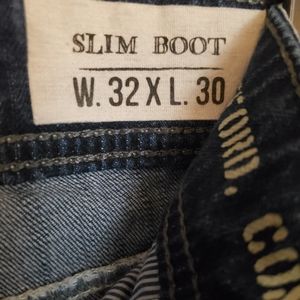 SLIM BOOT
W. 32 X L. 30